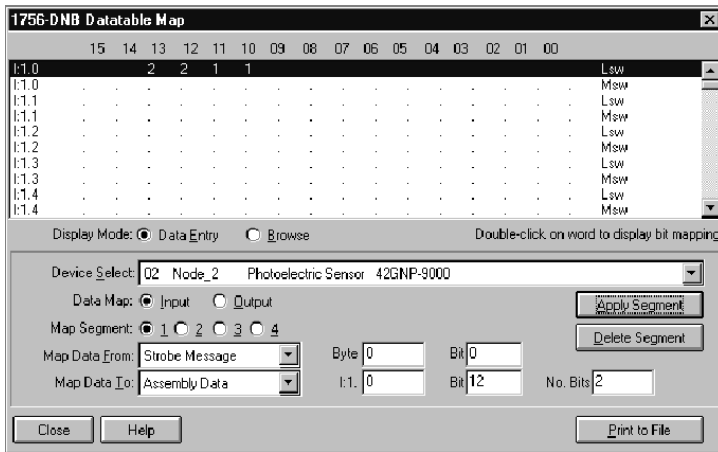 1756-DNB Datatable Map
15 14 13 12 11 10 09 08 07 06 05 04 03 02 01 00
I:1.0 2 2 1 1 Lsw
I:1.0 . . . . . . . . . . . . . . . . Msw
I:1.1 . . . . . . . . . . . . . . . . Lsw
I:1.1 . . . . . . . . . . . . . . . . Msw
I:1.2 . . . . . . . . . . . . . . . . Lsw
I:1.2 . . . . . . . . . . . . . . . . Msw
I:1.3 . . . . . . . . . . . . . . . . Lsw
I:1.3 . . . . . . . . . . . . . . . . Msw
I:1.4 . . . . . . . . . . . . . . . . Lsw
I:1.4 . . . . . . . . . . . . . . . . Msw
Display Mode: Data Entry Browse Double-click on word to display bit mapping
Device Select: 02 Node_2 Photoelectric Sensor 42GNP-9000
Data Map: Input Output Apply Segment
Map Segment: 1 2 3 4 Delete Segment
Map Data From: Strobe Message Byte 0 Bit 0
Map Data To: Assembly Data I:1. 0 Bit 12 No. Bits 2
Close Help Print to File